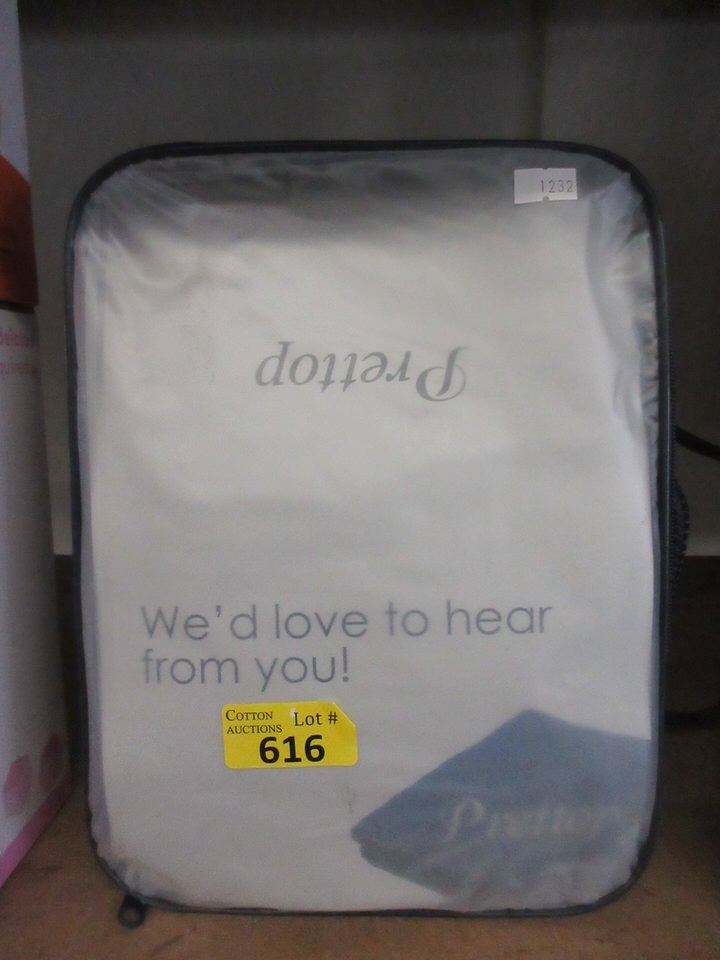 1232
Prettop
We'd love to hear
from you!
COTTON
AUCTIONS
Lot #
616